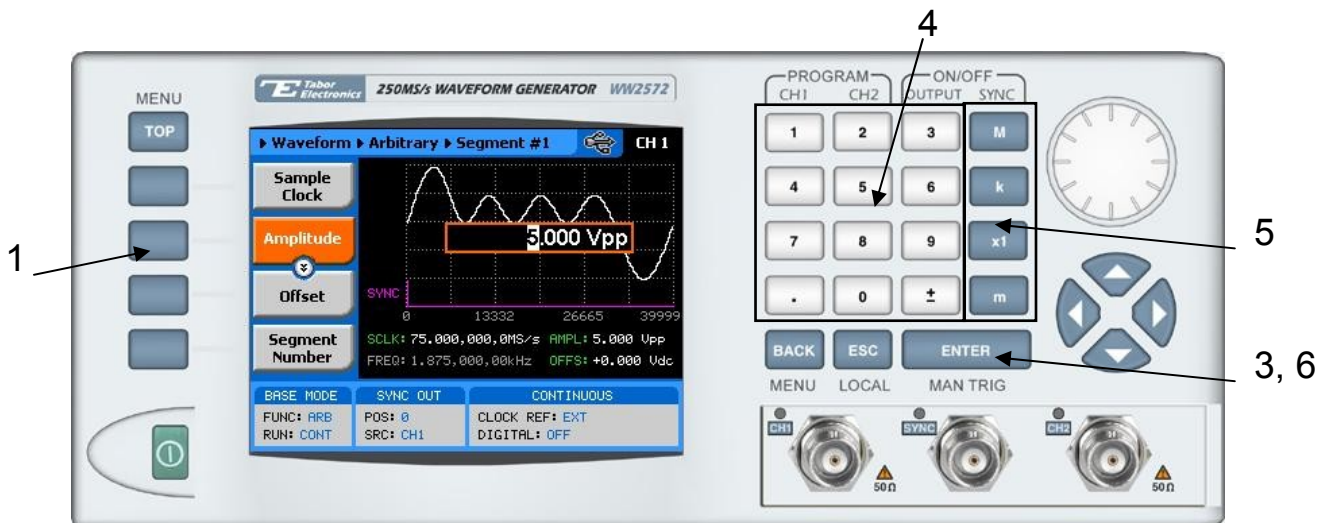 4
PROGRAM ON/OFF
CH1 CH2 OUTPUT SYNC
MENU
TOP
TE Tabor Electronics 250MS/s WAVEFORM GENERATOR WW2572
Waveform Arbitrary Segment #1 CH 1
Sample
Clock
Amplitude
Offset
Segment
Number
5.000 Vpp
SYNC
0 13332 26665 39999
SCLK: 75.000,000,0MS/s AMPL: 5.000 Vpp
FREQ: 1.875,000,00kHz OFFS: +0.000 Vdc
BASE MODE SYNC OUT CONTINUOUS
FUNC: ARB POS: 0 CLOCK REF: EXT
RUN: CONT SRC: CH1 DIGITAL: OFF
1 2 3 M
4 5 6 k
7 8 9 x1
. 0 ± m
BACK ESC ENTER
MENU LOCAL MAN TRIG
CH1 SYNC CH2
50Ω 50Ω
1
5
3, 6